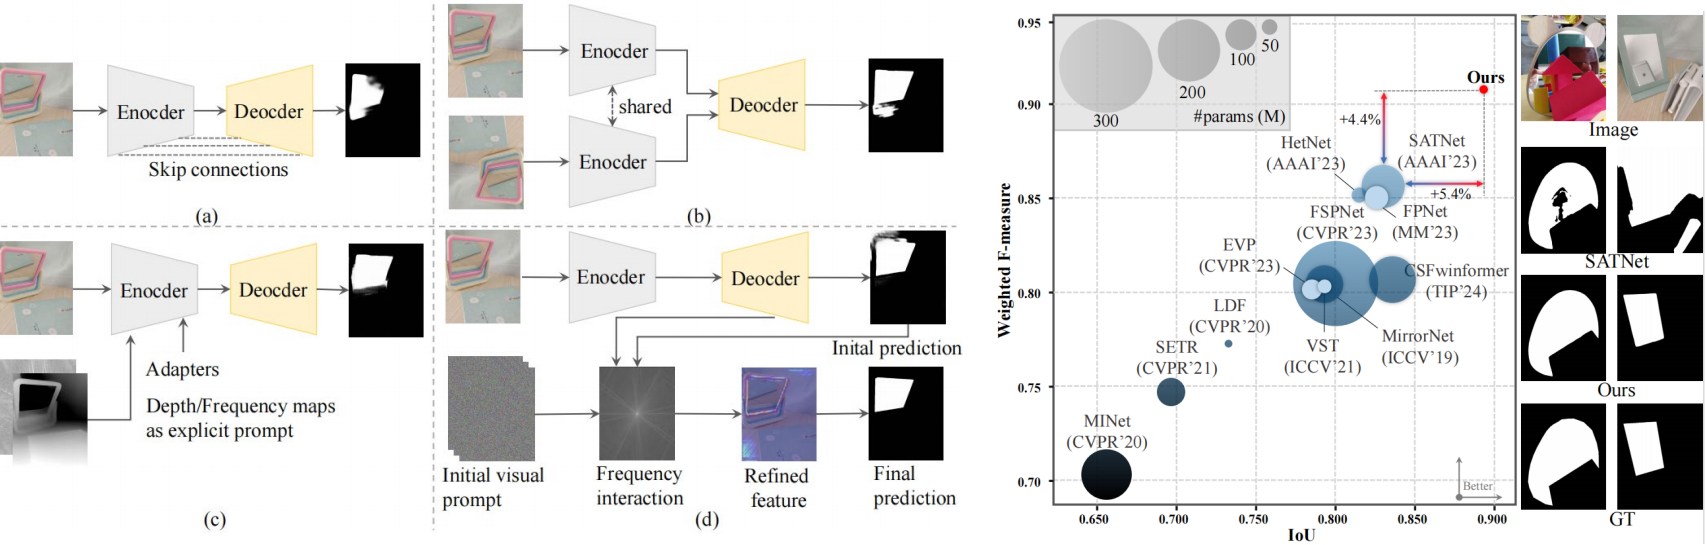 Enocder
Deocder
Skip connections
(a)
Enocder
shared
Enocder
Deocder
(b)
Enocder
Deocder
Adapters
Depth/Frequency maps
as explicit prompt
(c)
Enocder
Deocder
Inital prediction
Initial visual
prompt
Frequency
interaction
Refined
feature
Final
prediction
(d)
Weighted F-measure
0.95
0.90
0.85
0.80
0.75
0.70
0.650
0.700
0.750
0.800
0.850
0.900
IoU
300
200
100
50
#params (M)
Ours
+4.4%
+5.4%
HetNet
(AAAI'23)
SATNet
(AAAI'23)
FSPNet
(CVPR'23)
FPNet
(MM'23)
EVP
(CVPR'23)
CSFwinformer
(TIP'24)
LDF
(CVPR'20)
MirrorNet
(ICCV'19)
VST
(ICCV'21)
SETR
(CVPR'21)
MINet
(CVPR'20)
Better
Image
SATNet
Ours
GT